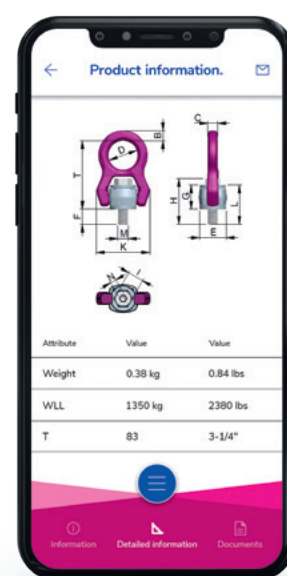 Product information.
C
B
D
T
F
M
K
H
G
L
E
N
I
Attribute Value Value
Weight 0.38 kg 0.84 lbs
WLL 1350 kg 2380 lbs
T 83 3-1/4"
Information Detailed information Documents